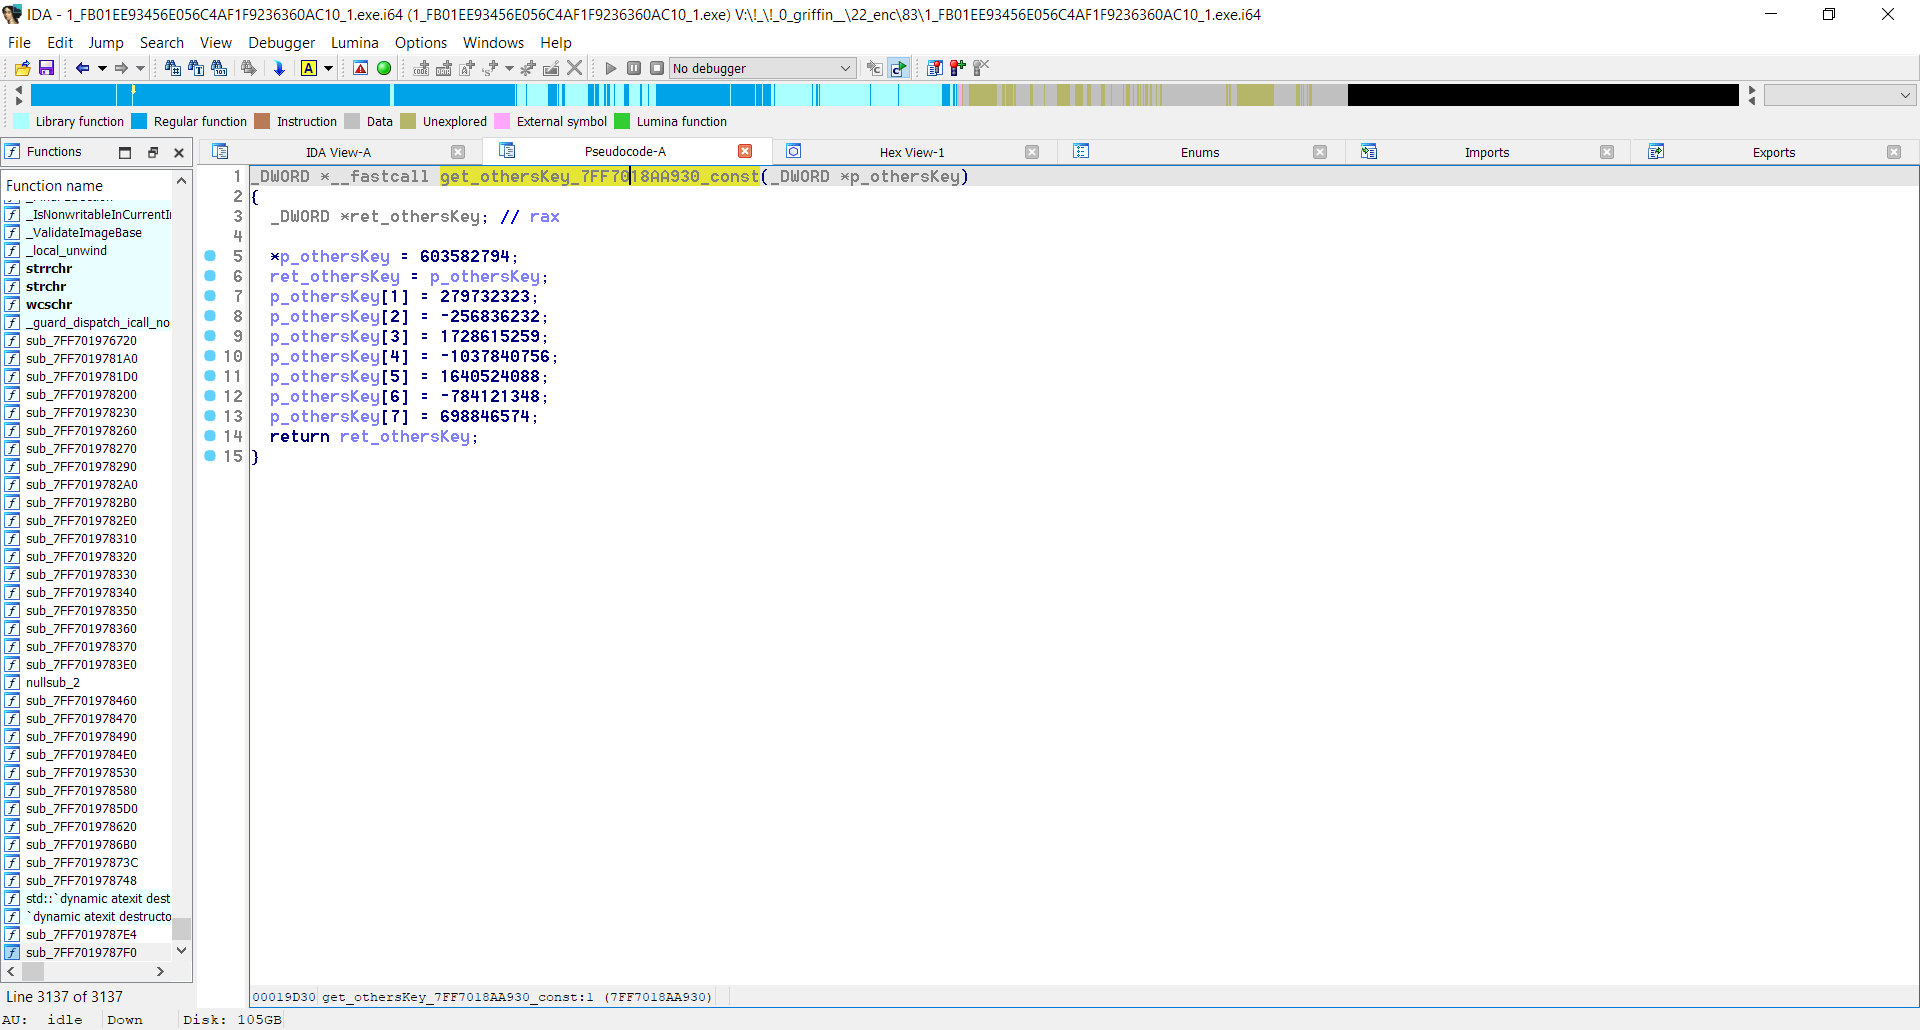 IDA - 1_FB01EE93456E056C4AF1F9236360AC10_1.exe.i64 (1_FB01EE93456E056C4AF1F9236360AC10_1.exe) V:\!_\!_0_griffin__\22_enc\83\1_FB01EE93456E056C4AF1F9236360AC10_1.exe.i64
File Edit Jump Search View Debugger Lumina Options Windows Help
No debugger
Library function Regular function Instruction Data Unexplored External symbol Lumina function
Functions
IDA View-A Pseudocode-A Hex View-1 Enums Imports Exports
Function name
_IsNonwritableInCurrentI
_ValidateImageBase
_local_unwind
strrchr
strchr
wcschr
_guard_dispatch_icall_no
sub_7FF701976720
sub_7FF7019781A0
sub_7FF7019781D0
sub_7FF701978200
sub_7FF701978230
sub_7FF701978260
sub_7FF701978270
sub_7FF701978290
sub_7FF7019782A0
sub_7FF7019782B0
sub_7FF7019782E0
sub_7FF701978310
sub_7FF701978320
sub_7FF701978330
sub_7FF701978340
sub_7FF701978350
sub_7FF701978360
sub_7FF701978370
sub_7FF7019783E0
nullsub_2
sub_7FF701978460
sub_7FF701978470
sub_7FF701978490
sub_7FF7019784E0
sub_7FF701978530
sub_7FF701978580
sub_7FF7019785D0
sub_7FF701978620
sub_7FF7019786B0
sub_7FF70197873C
sub_7FF701978748
std::`dynamic atexit dest
`dynamic atexit destructo
sub_7FF7019787E4
sub_7FF7019787F0
Line 3137 of 3137
1 _DWORD *__fastcall get_othersKey_7FF7018AA930_const(_DWORD *p_othersKey)
2 {
3 _DWORD *ret_othersKey; // rax
4
5 *p_othersKey = 603582794;
6 ret_othersKey = p_othersKey;
7 p_othersKey[1] = 279732323;
8 p_othersKey[2] = -256836232;
9 p_othersKey[3] = 1728615259;
10 p_othersKey[4] = -1037840756;
11 p_othersKey[5] = 1640524088;
12 p_othersKey[6] = -784121348;
13 p_othersKey[7] = 698846574;
14 return ret_othersKey;
15 }
00019D30 get_othersKey_7FF7018AA930_const:1 (7FF7018AA930)
AU: idle Down Disk: 105GB